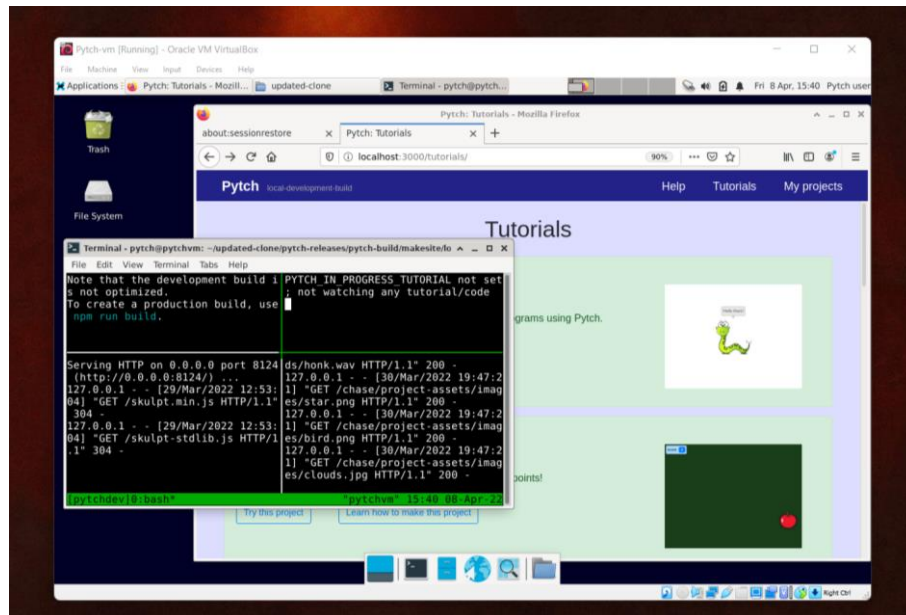 Pytch-vm [Running] - Oracle VM VirtualBox
File Machine View Input Devices Help
Applications Pytch: Tutorials - Mozill... updated-clone Terminal - pytch@pytch... Fri 8 Apr, 15:40 Pytch user
Trash
File System
Pytch: Tutorials - Mozilla Firefox
about:sessionrestore Pytch: Tutorials
localhost:3000/tutorials/ 90%
Pytch local-development-build Help Tutorials My projects
Tutorials
grams using Pytch.
points!
Try this project Learn how to make this project
Terminal - pytch@pytchvm: ~/updated-clone/pytch-releases/pytch-build/makesite/lo
File Edit View Terminal Tabs Help
Note that the development build i
s not optimized.
To create a production build, use
npm run build.
PYTCH_IN_PROGRESS_TUTORIAL not set
; not watching any tutorial/code
Serving HTTP on 0.0.0.0 port 8124
(http://0.0.0.0:8124/) ...
127.0.0.1 - - [29/Mar/2022 12:53:
04] "GET /skulpt.min.js HTTP/1.1"
304 -
127.0.0.1 - - [29/Mar/2022 12:53:
04] "GET /skulpt-stdlib.js HTTP/1
.1" 304 -
ds/honk.wav HTTP/1.1" 200 -
127.0.0.1 - - [30/Mar/2022 19:47:2
1] "GET /chase/project-assets/imag
es/star.png HTTP/1.1" 200 -
127.0.0.1 - - [30/Mar/2022 19:47:2
1] "GET /chase/project-assets/imag
es/bird.png HTTP/1.1" 200 -
127.0.0.1 - - [30/Mar/2022 19:47:2
1] "GET /chase/project-assets/imag
es/clouds.jpg HTTP/1.1" 200 -
[pytchdev]0:bash* "pytchvm" 15:40 08-Apr-22
Right Ctrl